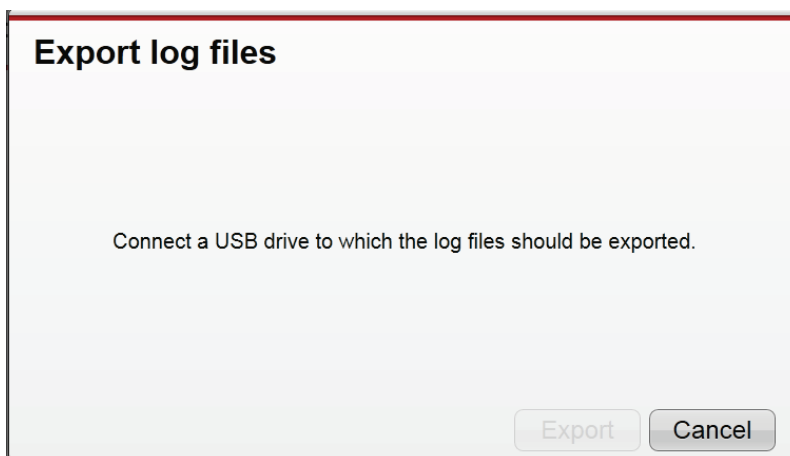 Export log files
Connect a USB drive to which the log files should be exported.
Export
Cancel